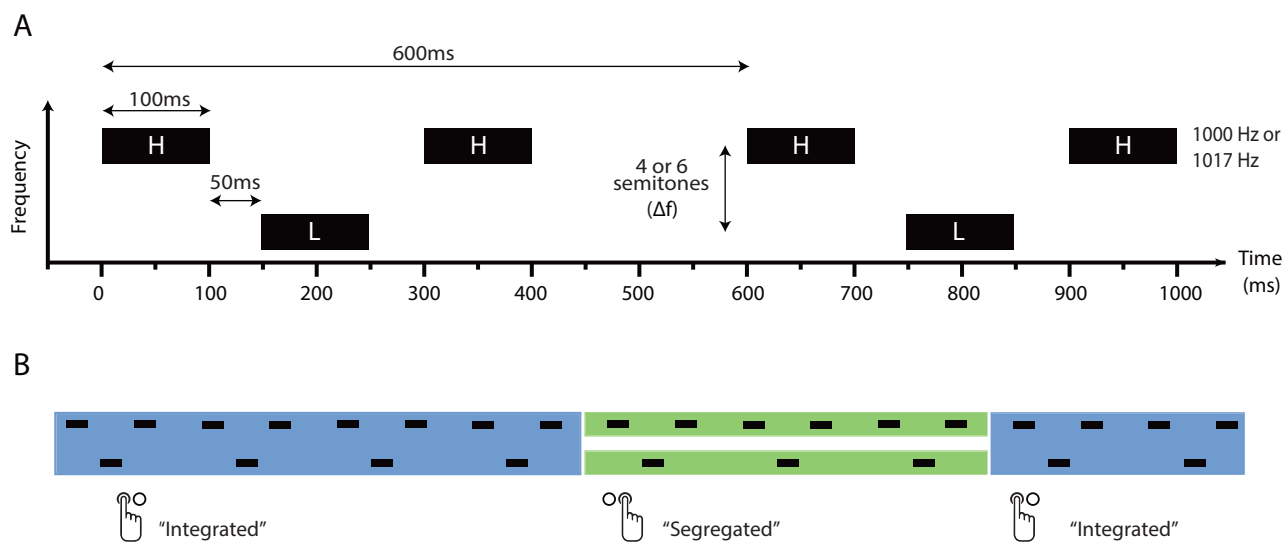 A
600ms
100ms
H
H
H
H
1000 Hz or
1017 Hz
50ms
4 or 6
semitones
(Δf)
Frequency
L
L
Time
(ms)
0
100
200
300
400
500
600
700
800
900
1000
B
“Integrated”
“Segregated”
“Integrated”